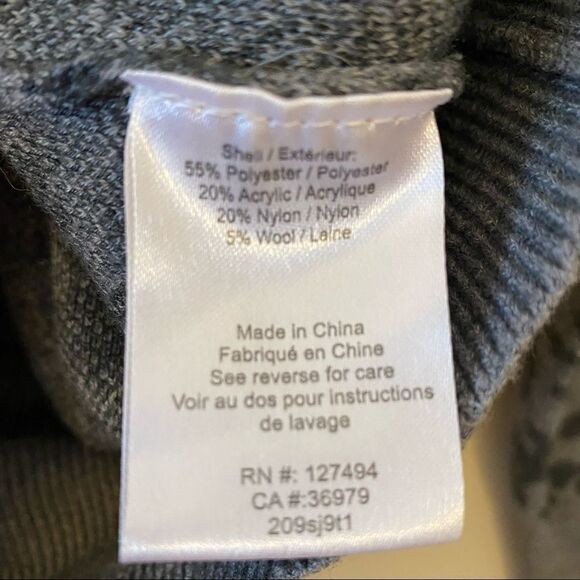 Shell / Extérieur:
55% Polyester / Polyester
20% Acrylic / Acrylique
20% Nylon / Nylon
5% Wool / Laine
Made in China
Fabriqué en Chine
See reverse for care
Voir au dos pour instructions
de lavage
RN #: 127494
CA #:36979
209sj9t1